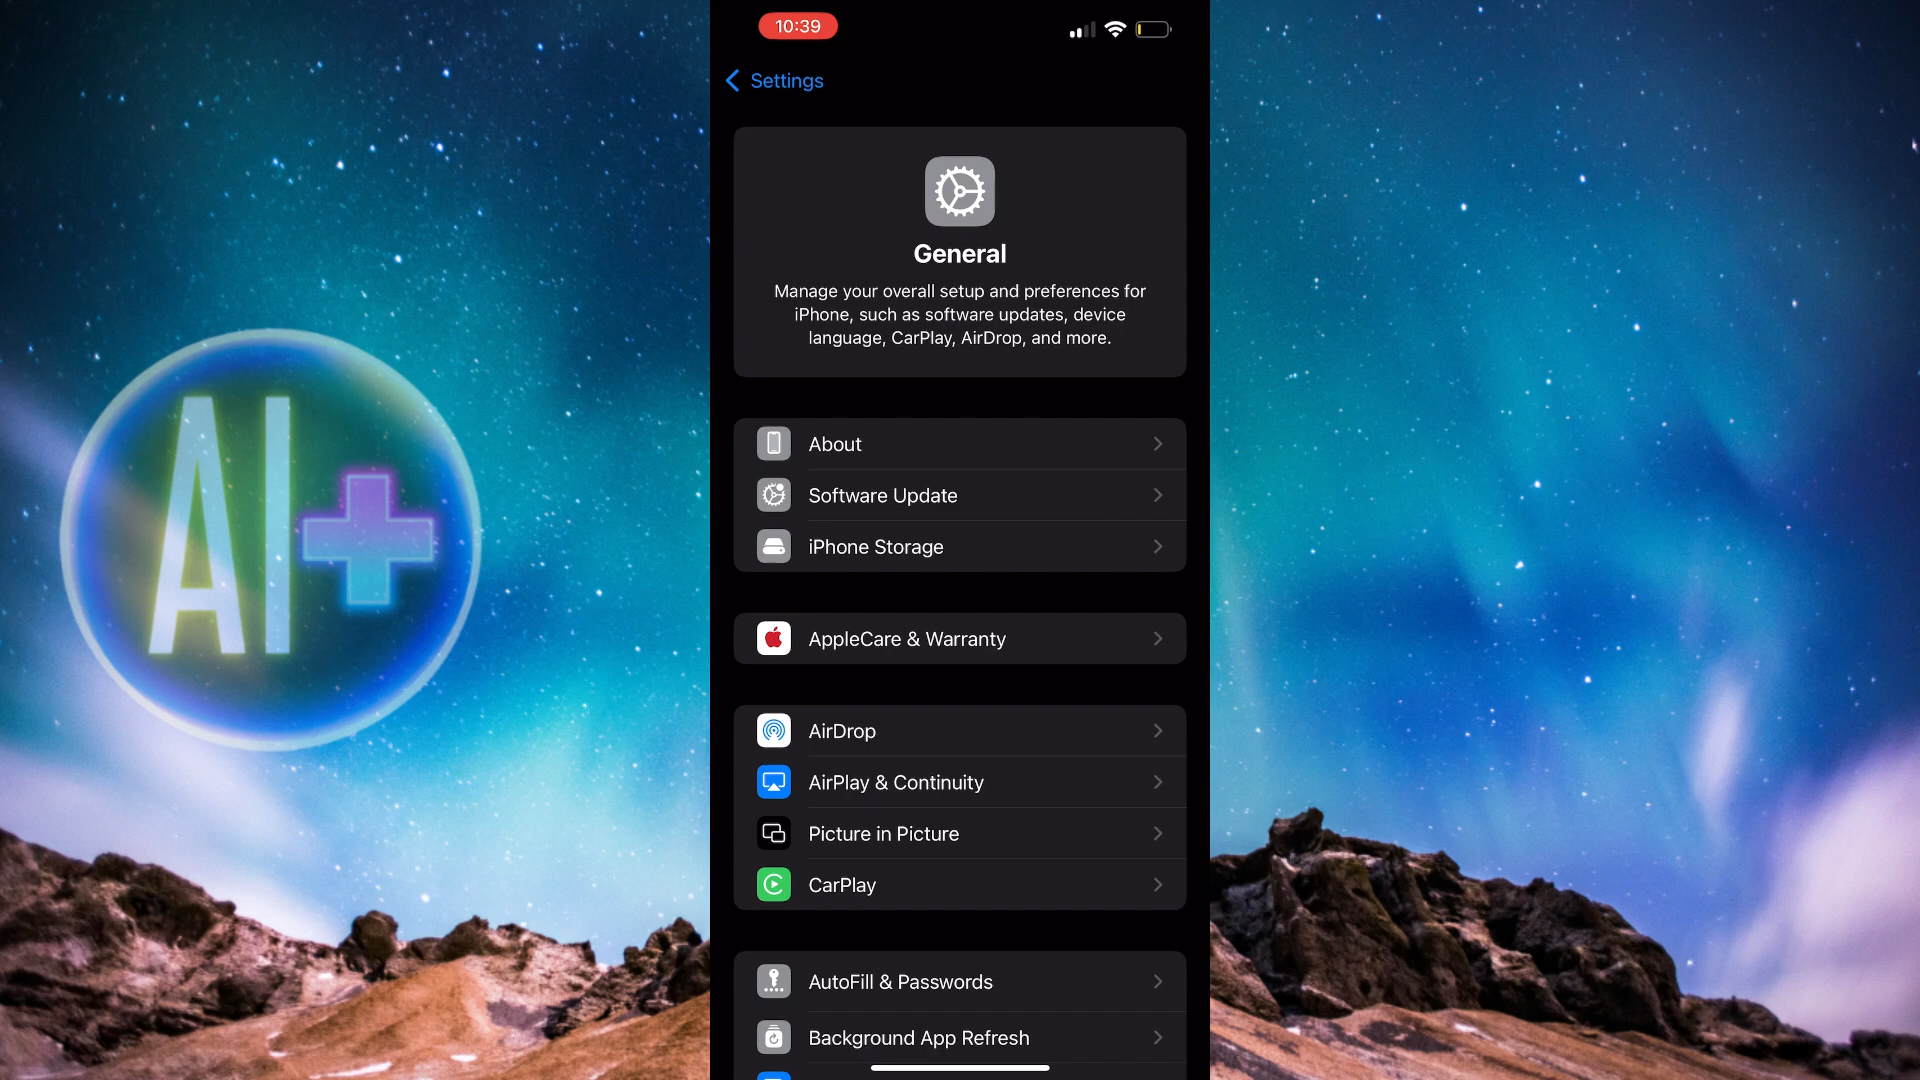 10:39
Settings
General
Manage your overall setup and preferences for
iPhone, such as software updates, device
language, CarPlay, AirDrop, and more.
About
Software Update
iPhone Storage
AppleCare & Warranty
AirDrop
AirPlay & Continuity
Picture in Picture
CarPlay
AutoFill & Passwords
Background App Refresh
AI+